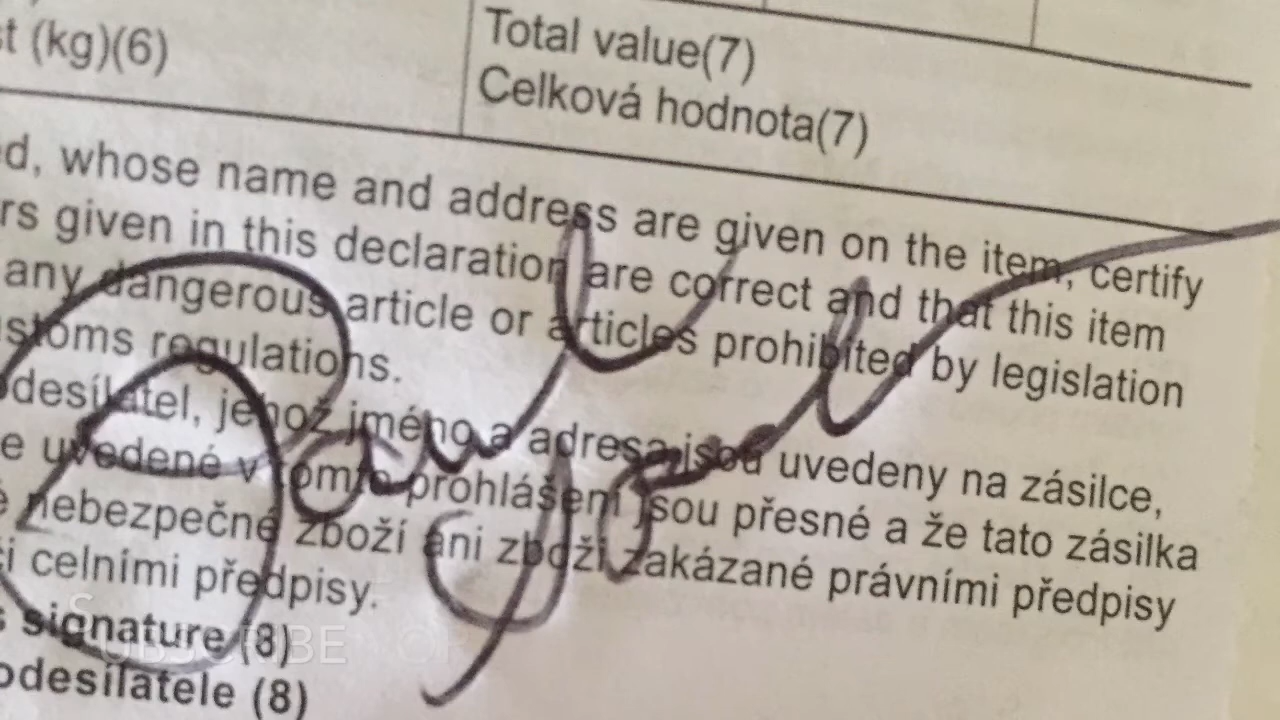 t (kg)(6)
Total value(7)
Celková hodnota(7)
d, whose name and address are given on the item, certify
rs given in this declaration are correct and that this item
any dangerous article or articles prohibited by legislation
stoms regulations.
desílatel, jehož jméno a adresa jsou uvedeny na zásilce,
e uvedené v tomto prohlášení jsou přesné a že tato zásilka
nebezpečné zboží ani zboží zakázané právními předpisy
i celními předpisy.
signature (8)
odesílatele (8)
SUBSCRIBE